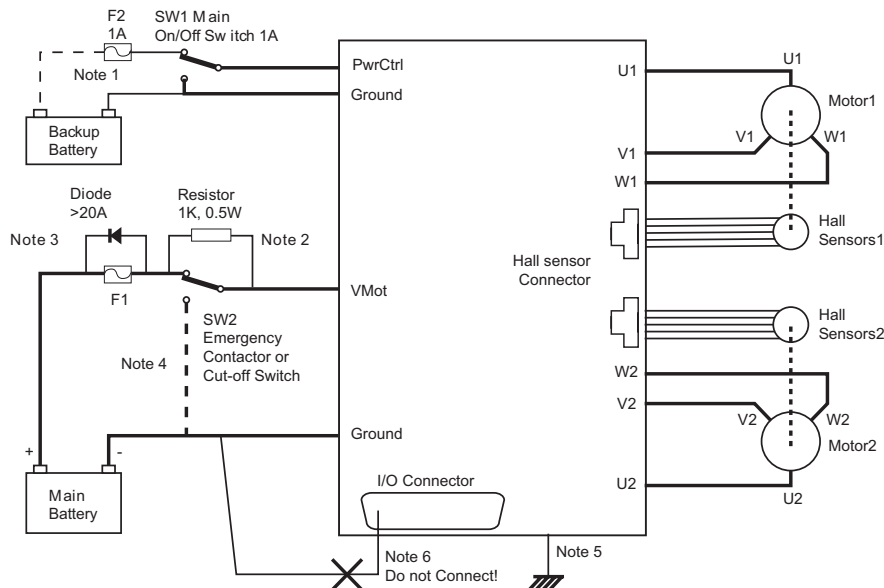 F2
1A
SW1 Main
On/Off Switch 1A
Note 1
Backup
Battery
PwrCtrl
Ground
U1
U1
Motor1
V1
W1
V1
W1
Diode
>20A
Resistor
1K, 0.5W
Note 3
Note 2
F1
VMot
Hall sensor
Connector
Hall
Sensors1
Hall
Sensors2
SW2
Emergency
Contactor or
Cut-off Switch
Note 4
W2
V2
V2
W2
Motor2
Ground
+
-
Main
Battery
I/O Connector
U2
U2
Note 6
Do not Connect!
Note 5